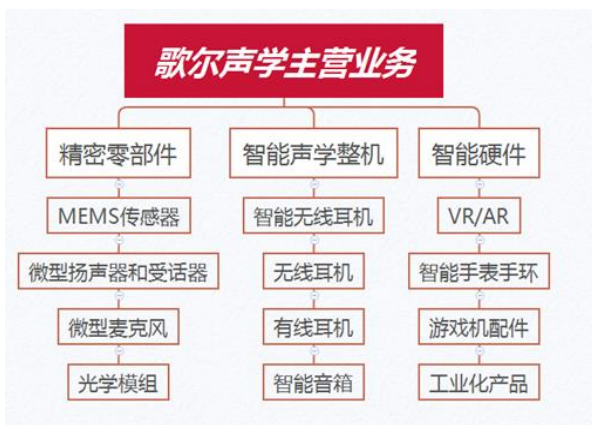 歌尔声学主营业务
精密零部件
智能声学整机
智能硬件
MEMS传感器
智能无线耳机
VR/AR
微型扬声器和受话器
无线耳机
智能手表手环
微型麦克风
有线耳机
游戏机配件
光学模组
智能音箱
工业化产品